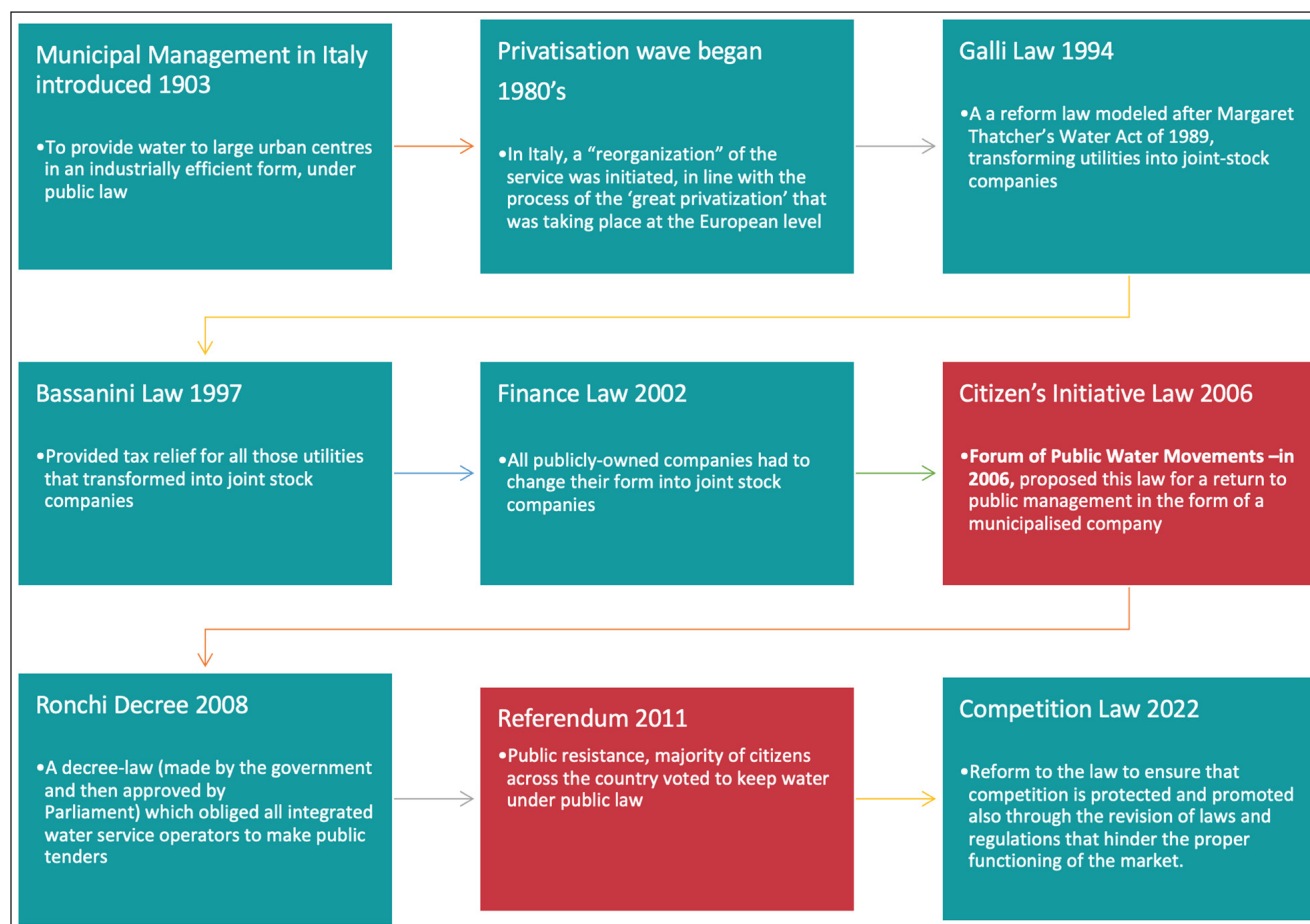 Municipal Management in Italy
introduced 1903
•To provide water to large urban centres
in an industrially efficient form, under
public law
Privatisation wave began
1980's
•In Italy, a “reorganization” of the
service was initiated, in line with the
process of the ‘great privatization’ that
was taking place at the European level
Galli Law 1994
•A a reform law modeled after Margaret
Thatcher’s Water Act of 1989,
transforming utilities into joint-stock
companies
Bassanini Law 1997
•Provided tax relief for all those utilities
that transformed into joint stock
companies
Finance Law 2002
•All publicly-owned companies had to
change their form into joint stock
companies
Citizen’s Initiative Law 2006
•Forum of Public Water Movements –in
2006, proposed this law for a return to
public management in the form of a
municipalised company
Ronchi Decree 2008
•A decree-law (made by the government
and then approved by
Parliament) which obliged all integrated
water service operators to make public
tenders
Referendum 2011
•Public resistance, majority of citizens
across the country voted to keep water
under public law
Competition Law 2022
•Reform to the law to ensure that
competition is protected and promoted
also through the revision of laws and
regulations that hinder the proper
functioning of the market.